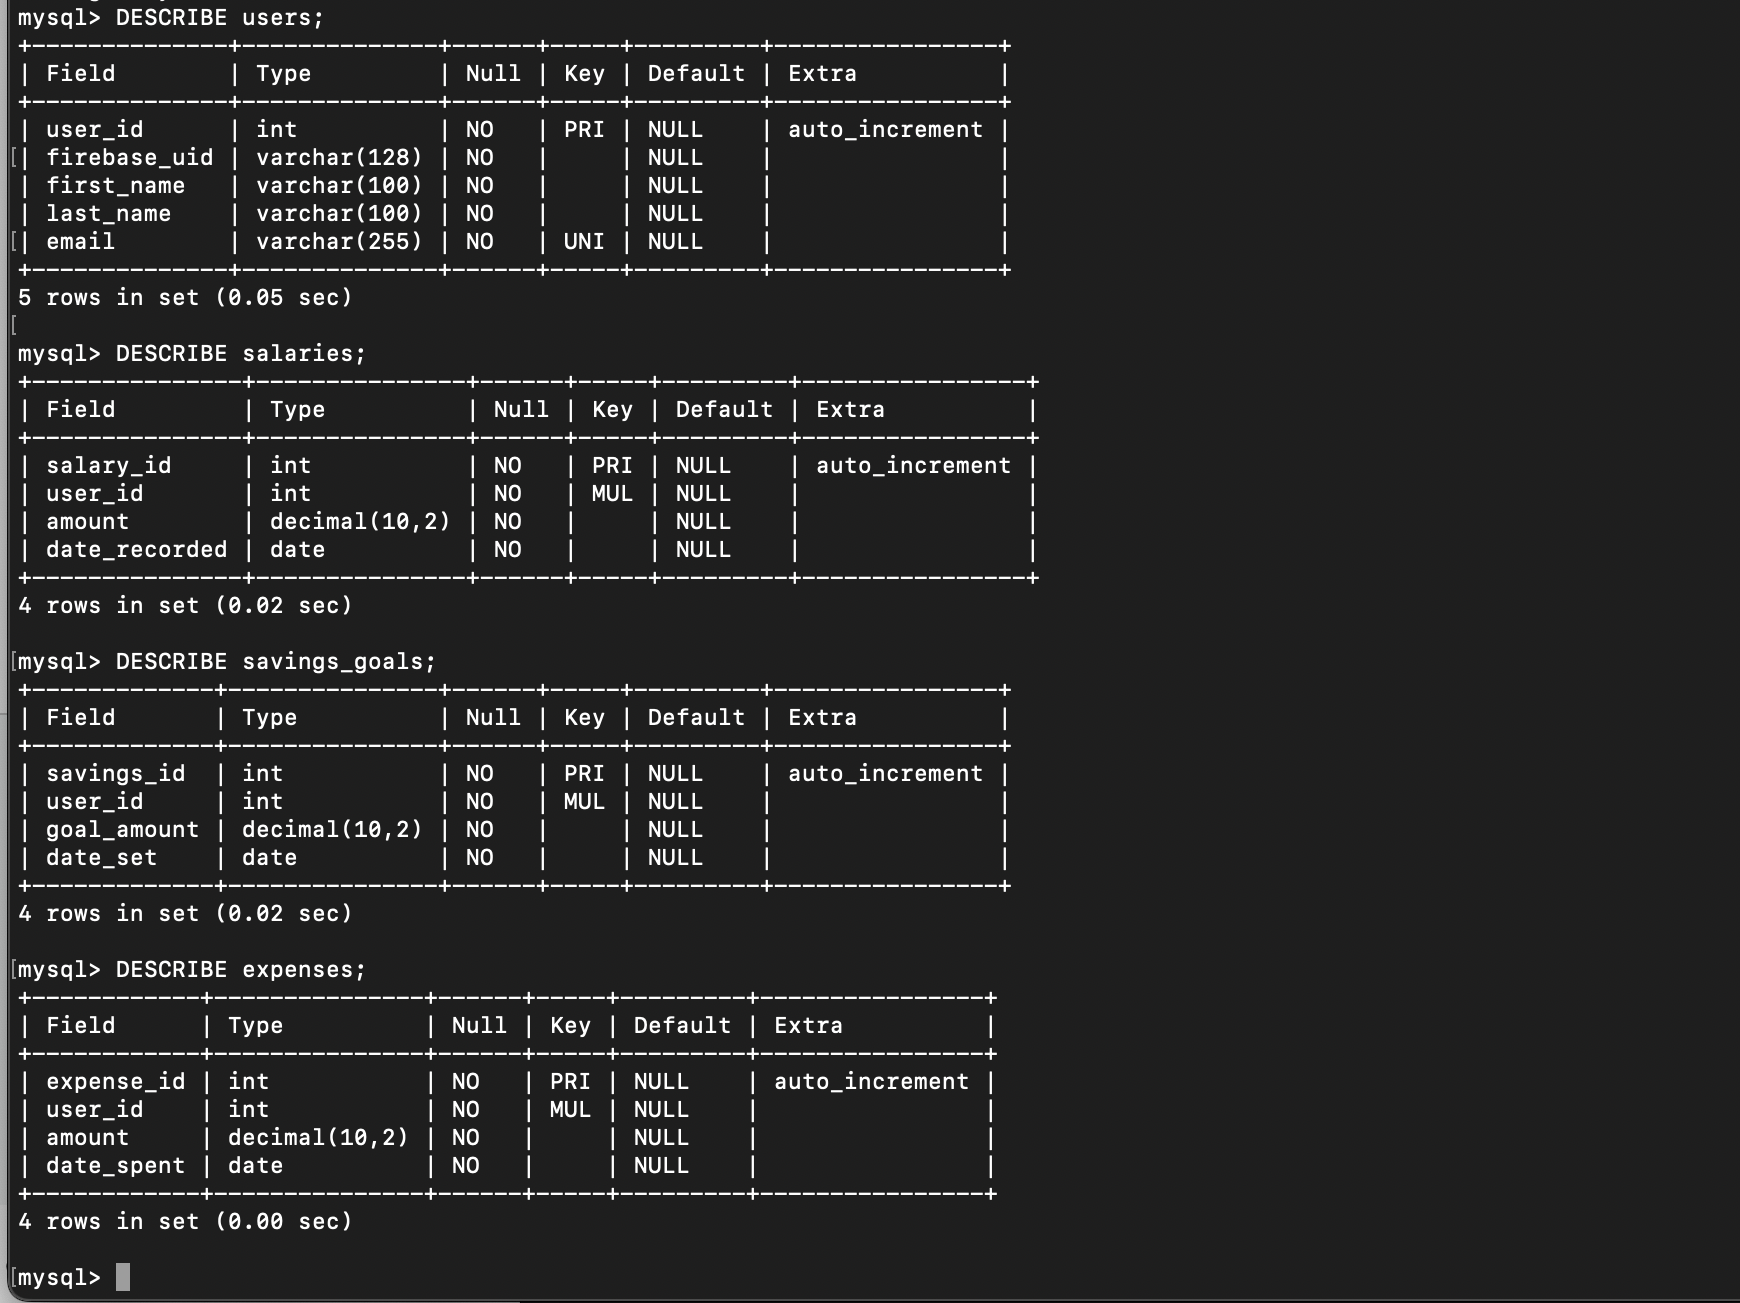 mysql> DESCRIBE users;
+--------------+--------------+------+-----+---------+----------------+
| Field        | Type         | Null | Key | Default | Extra          |
+--------------+--------------+------+-----+---------+----------------+
| user_id      | int          | NO   | PRI | NULL    | auto_increment |
[| firebase_uid | varchar(128) | NO   |     | NULL    |                |
| first_name   | varchar(100) | NO   |     | NULL    |                |
| last_name    | varchar(100) | NO   |     | NULL    |                |
[| email        | varchar(255) | NO   | UNI | NULL    |                |
+--------------+--------------+------+-----+---------+----------------+
5 rows in set (0.05 sec)
[
mysql> DESCRIBE salaries;
+---------------+---------------+------+-----+---------+----------------+
| Field         | Type          | Null | Key | Default | Extra          |
+---------------+---------------+------+-----+---------+----------------+
| salary_id     | int           | NO   | PRI | NULL    | auto_increment |
| user_id       | int           | NO   | MUL | NULL    |                |
| amount        | decimal(10,2) | NO   |     | NULL    |                |
| date_recorded | date          | NO   |     | NULL    |                |
+---------------+---------------+------+-----+---------+----------------+
4 rows in set (0.02 sec)

[mysql> DESCRIBE savings_goals;
+-------------+---------------+------+-----+---------+----------------+
| Field       | Type          | Null | Key | Default | Extra          |
+-------------+---------------+------+-----+---------+----------------+
| savings_id  | int           | NO   | PRI | NULL    | auto_increment |
| user_id     | int           | NO   | MUL | NULL    |                |
| goal_amount | decimal(10,2) | NO   |     | NULL    |                |
| date_set    | date          | NO   |     | NULL    |                |
+-------------+---------------+------+-----+---------+----------------+
4 rows in set (0.02 sec)

[mysql> DESCRIBE expenses;
+------------+---------------+------+-----+---------+----------------+
| Field      | Type          | Null | Key | Default | Extra          |
+------------+---------------+------+-----+---------+----------------+
| expense_id | int           | NO   | PRI | NULL    | auto_increment |
| user_id    | int           | NO   | MUL | NULL    |                |
| amount     | decimal(10,2) | NO   |     | NULL    |                |
| date_spent | date          | NO   |     | NULL    |                |
+------------+---------------+------+-----+---------+----------------+
4 rows in set (0.00 sec)

[mysql>